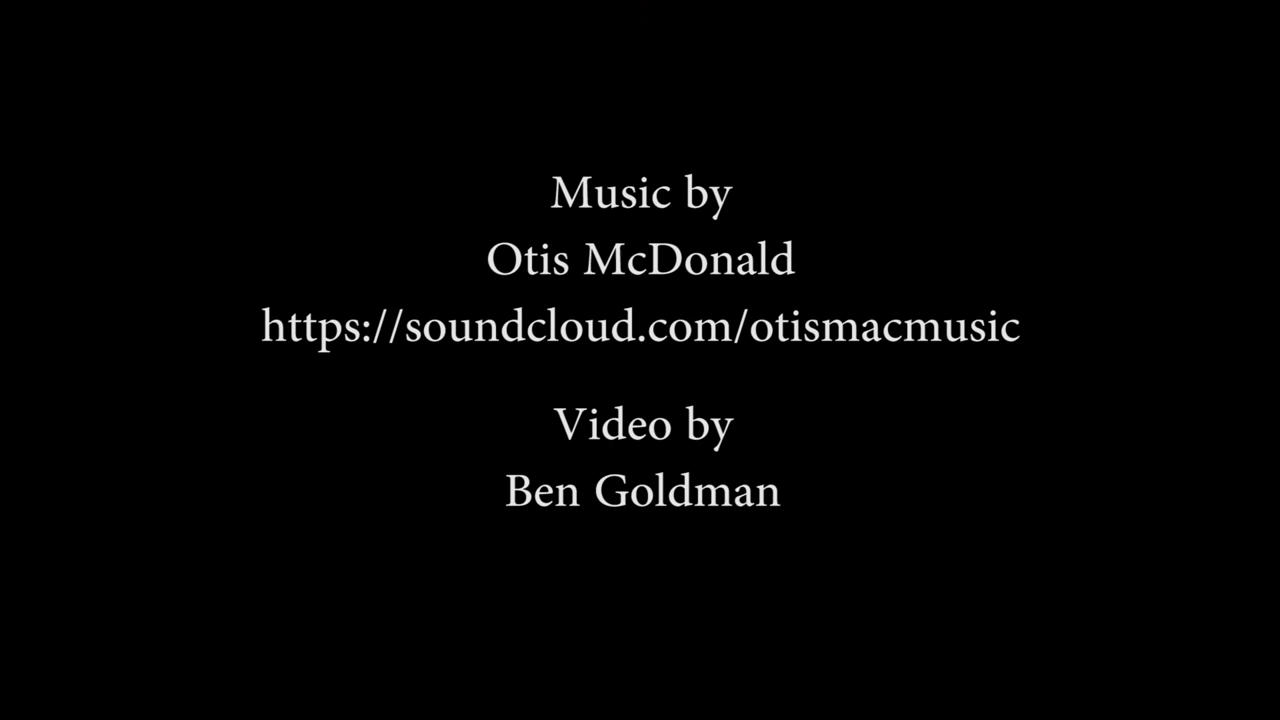 Music by
Otis McDonald
https://soundcloud.com/otismacmusic
Video by
Ben Goldman